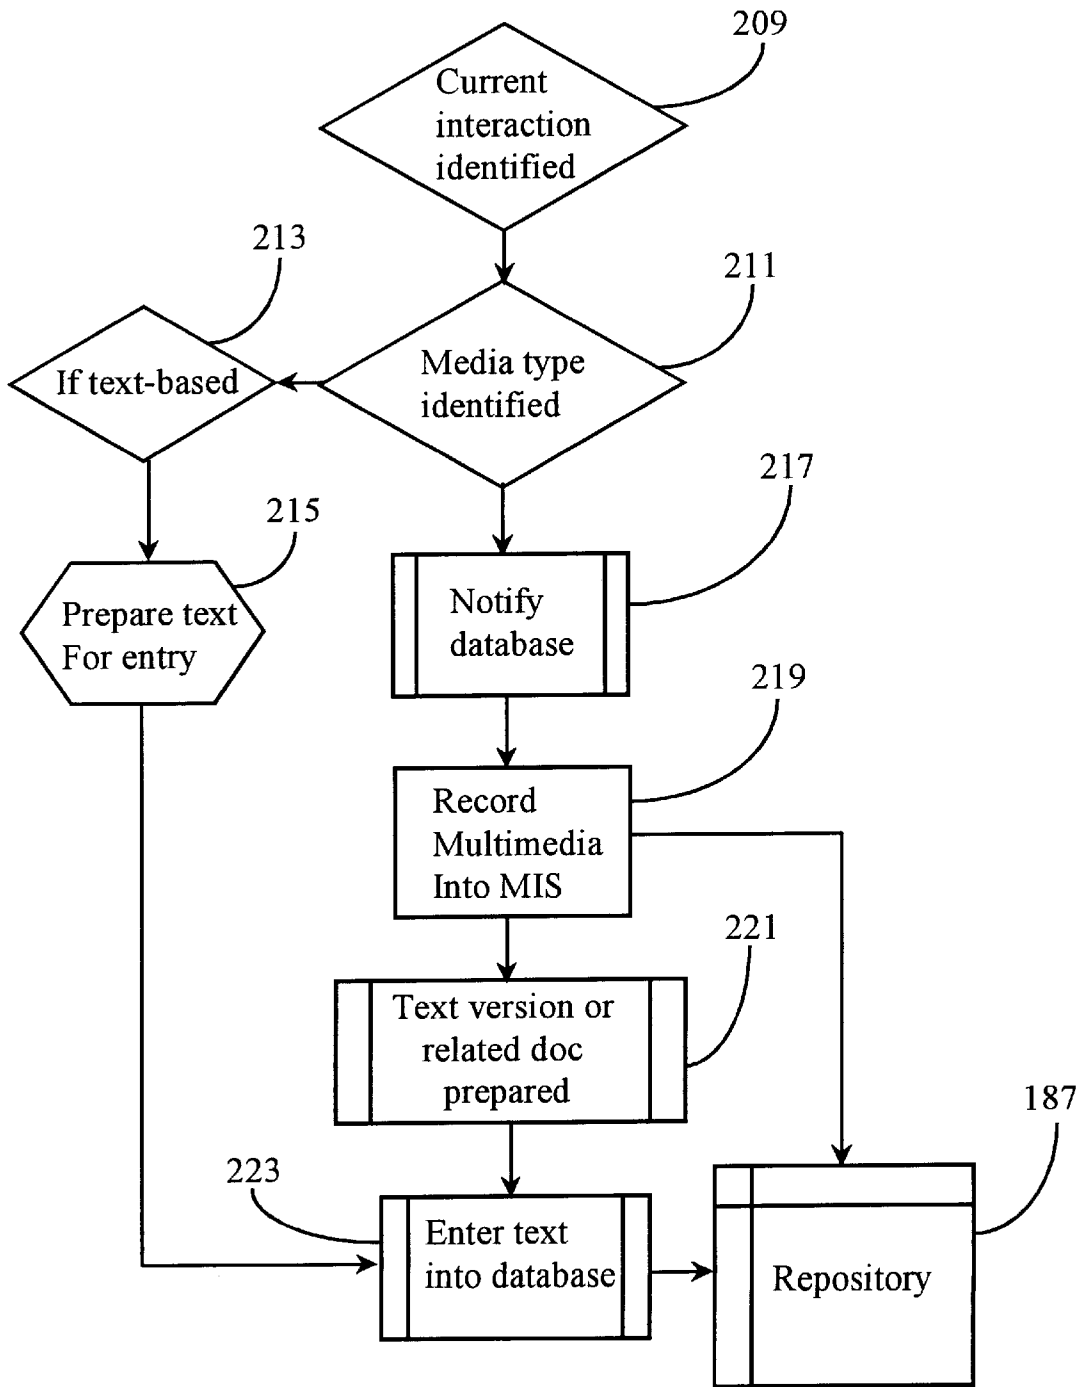 209
Current
interaction
identified
213
211
If text-based
Media type
identified
217
215
Prepare text
For entry
Notify
database
219
Record
Multimedia
Into MIS
221
Text version or
related doc
prepared
187
223
Enter text
into database
Repository